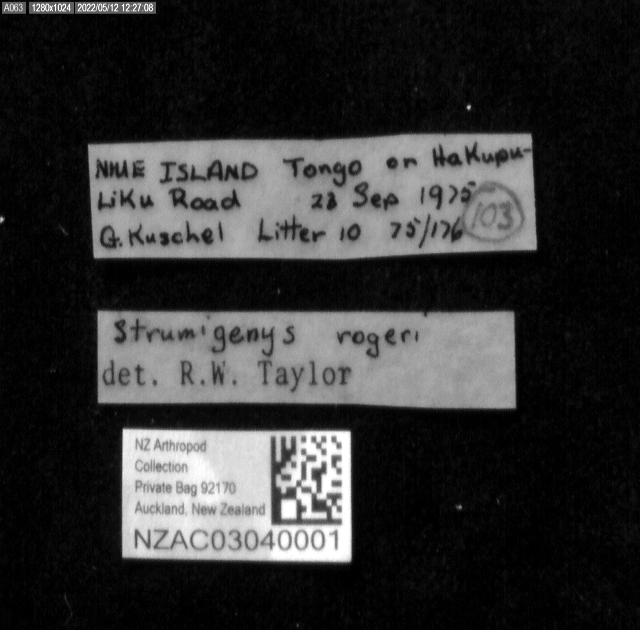 A063 1280x1024 2022/05/12 12:27:08
NIUE ISLAND Tongo on Hakupu-
Liku Road 23 Sep 1975
G. Kuschel Litter 10 75/176
103
Strumigenys rogeri
det. R.W. Taylor
NZ Arthropod
Collection
Private Bag 92170
Auckland, New Zealand
NZAC03040001